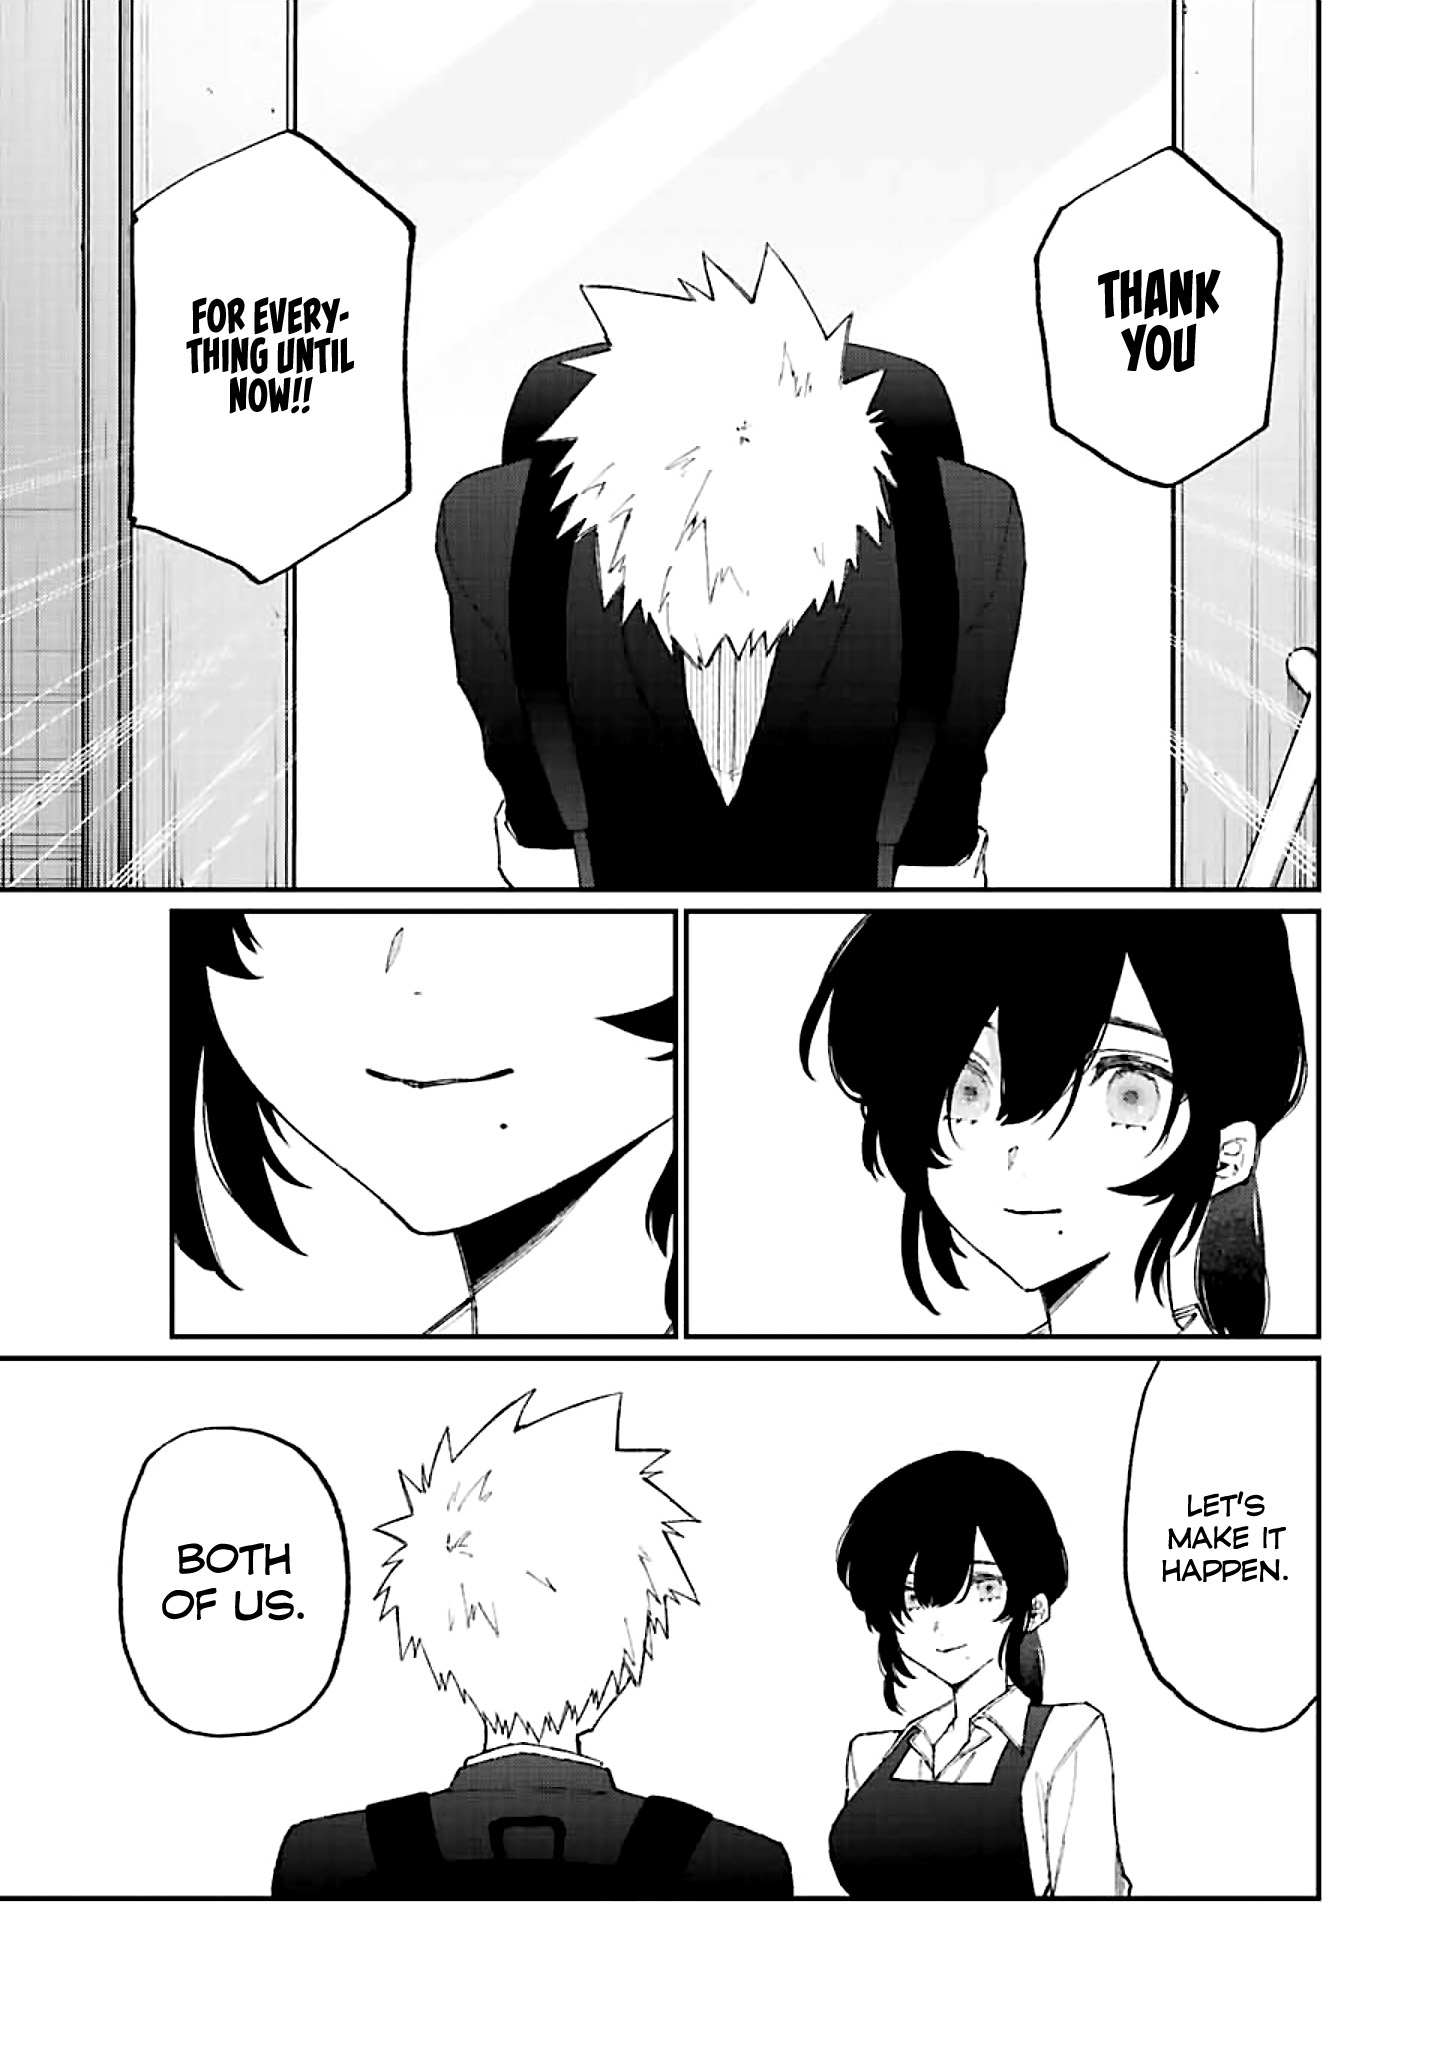 THANK
YOU
FOR EVERY-
THING UNTIL
NOW!!
LET'S
MAKE IT
HAPPEN.
BOTH
OF US.